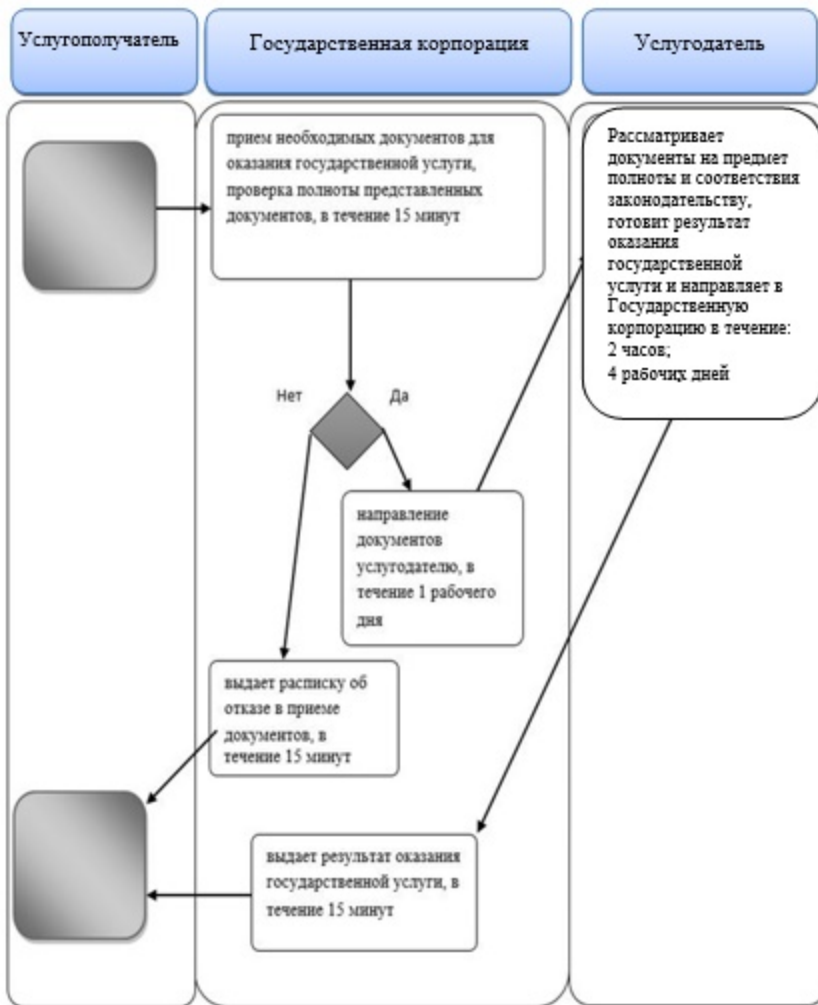 Услугополучатель
Государственная корпорация
Услугодатель
прием необходимых документов для
оказания государственной услуги,
проверка полноты представленных
документов, в течение 15 минут
Рассматривает
документы на предмет
полноты и соответствия
законодательству,
готовит результат
оказания
государственной
услуги и направляет в
Государственную
корпорацию в течение:
2 часов;
4 рабочих дней
Нет
Да
направление
документов
услугодателю, в
течение 1 рабочего
дня
выдает расписку об
отказе в приеме
документов, в
течение 15 минут
выдает результат оказания
государственной услуги, в
течение 15 минут